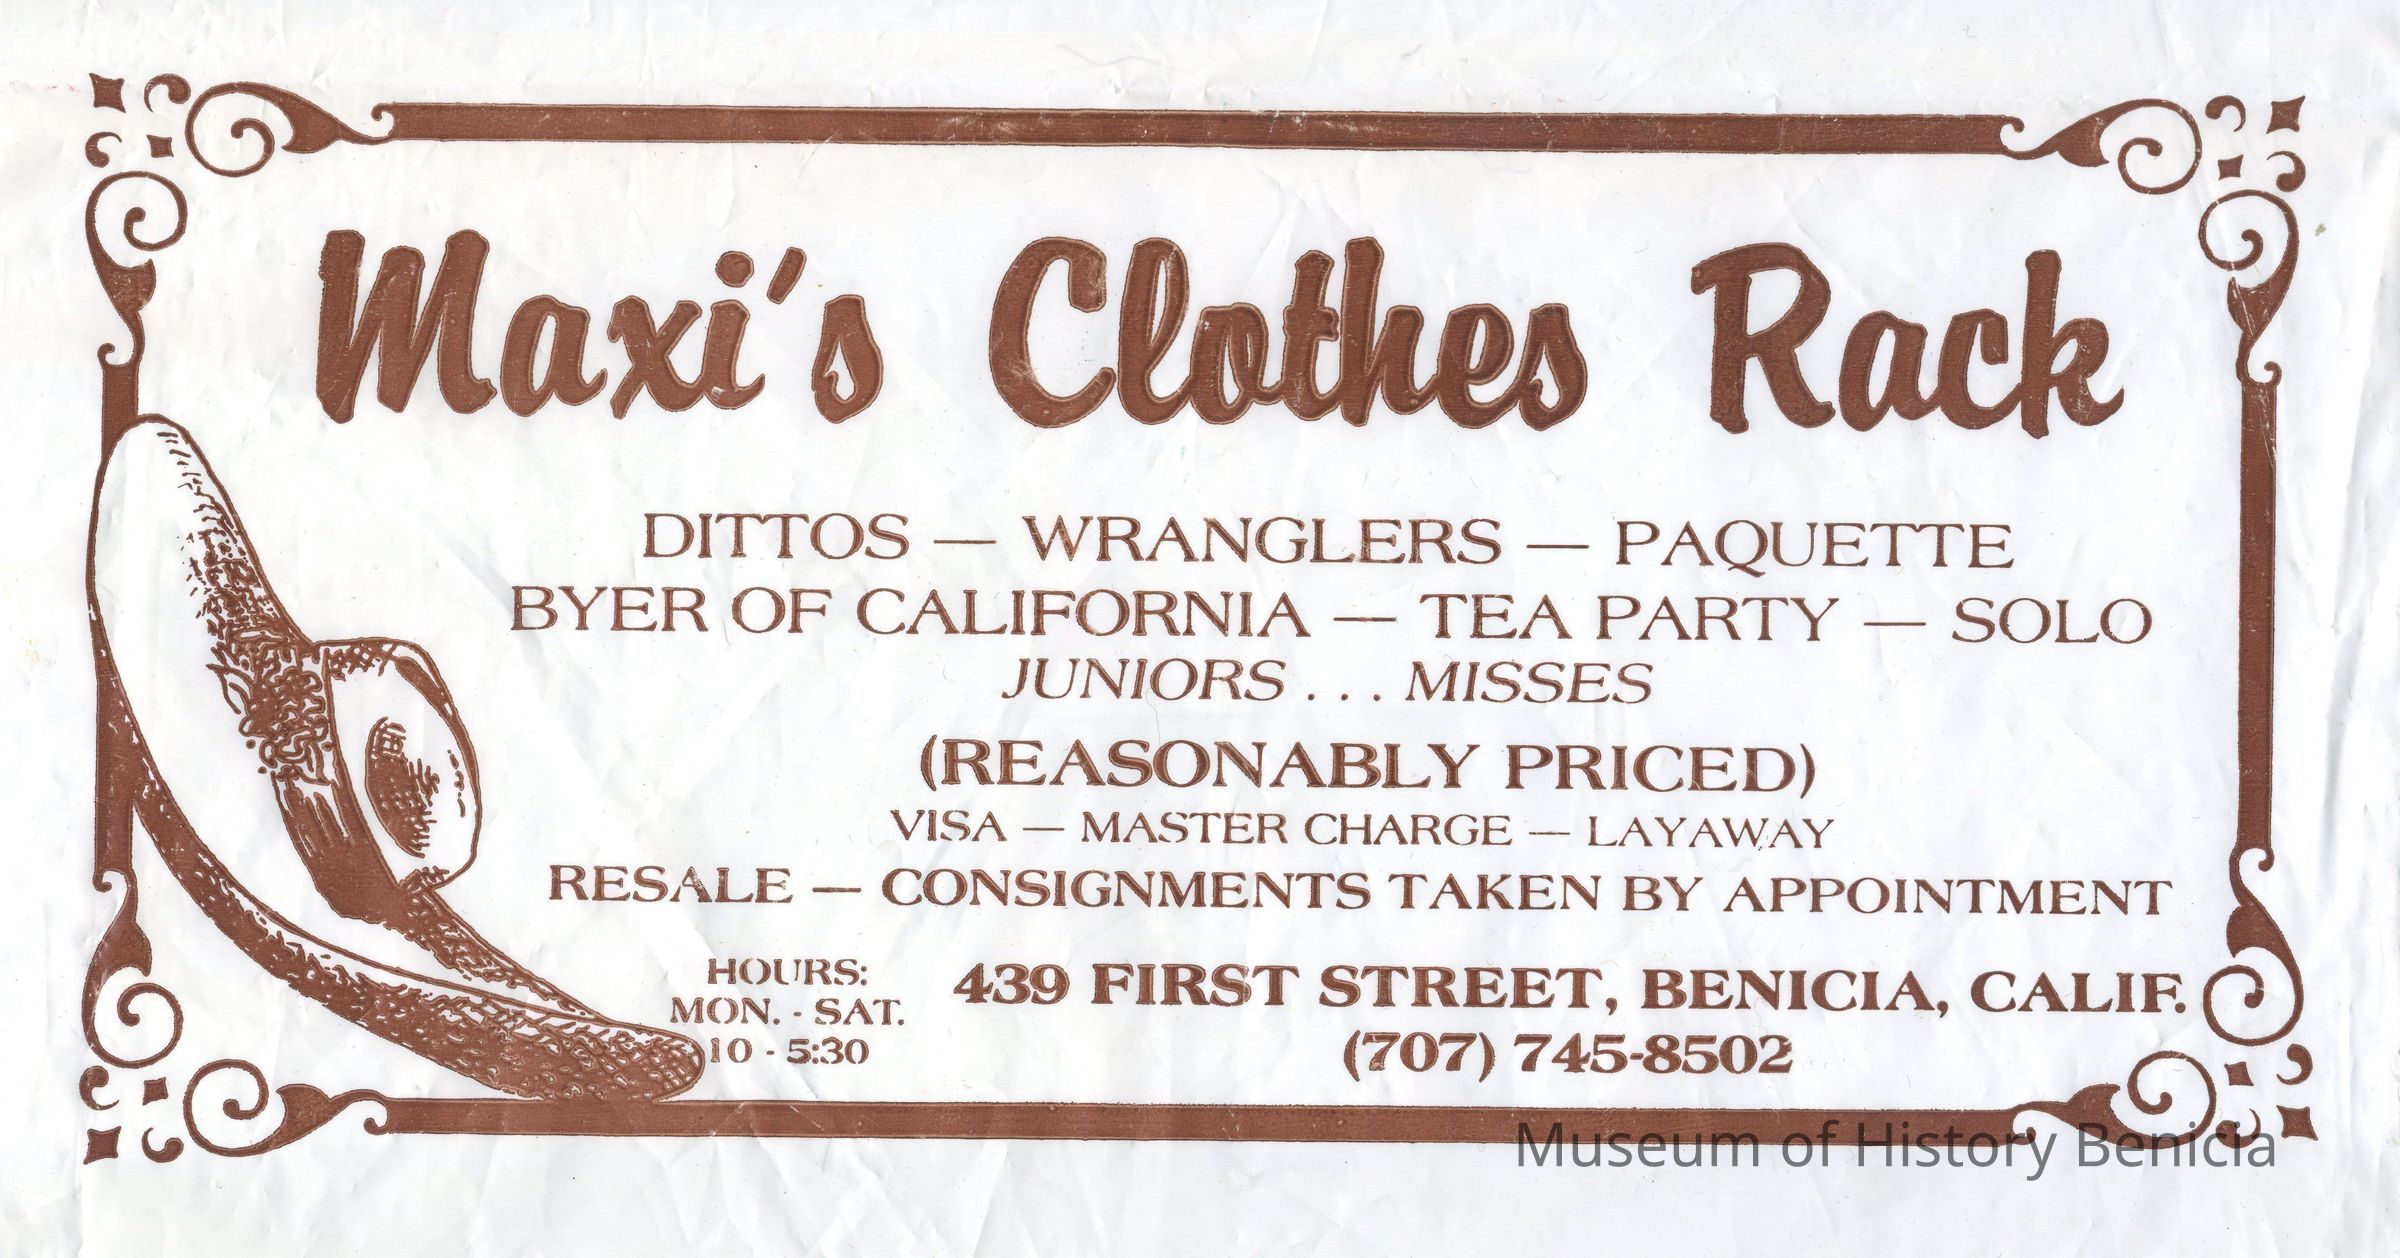 Maxi's Clothes Rack
DITTOS — WRANGLERS — PAQUETTE
BYER OF CALIFORNIA — TEA PARTY — SOLO
JUNIORS . . . MISSES
(REASONABLY PRICED)
VISA — MASTER CHARGE — LAYAWAY
RESALE — CONSIGNMENTS TAKEN BY APPOINTMENT
HOURS:
MON. - SAT.
10 - 5:30
439 FIRST STREET, BENICIA, CALIF.
(707) 745-8502
Museum of History Benicia